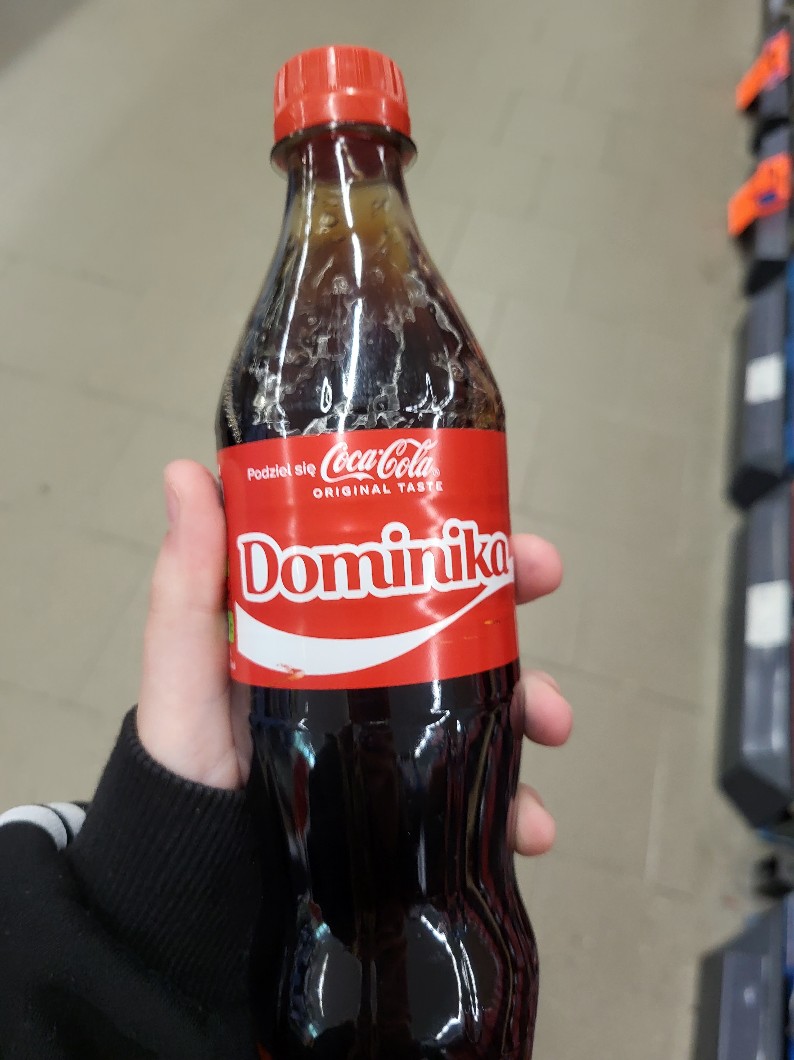 Podziel się Coca-Cola®
ORIGINAL TASTE
Dominika